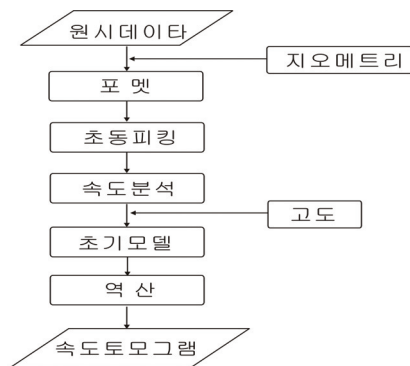 원시데이타
지오메트리
포 멧
초동피킹
속도분석
고도
초기모델
역 산
속도토모그램